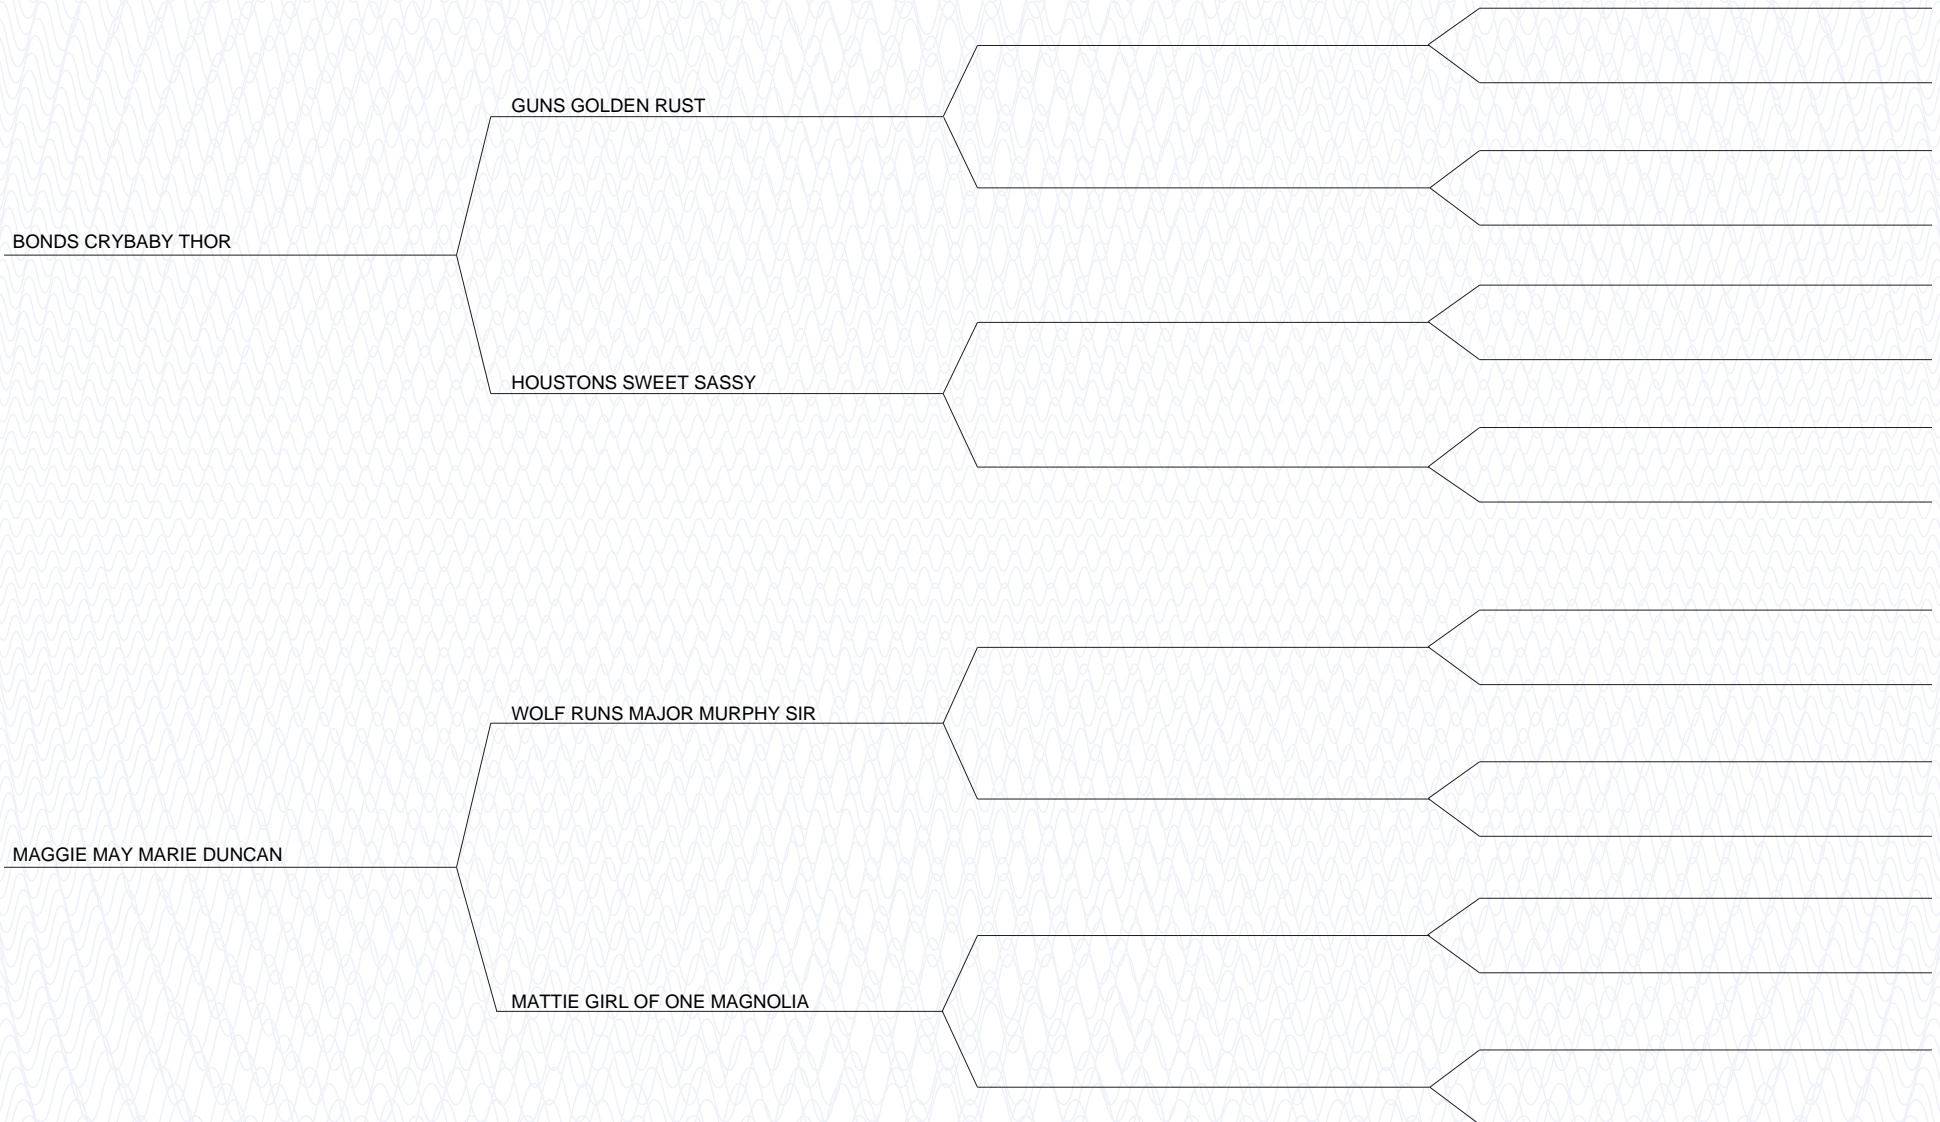 GUNS GOLDEN RUST
BONDS CRYBABY THOR
HOUSTONS SWEET SASSY
WOLF RUNS MAJOR MURPHY SIR
MAGGIE MAY MARIE DUNCAN
MATTIE GIRL OF ONE MAGNOLIA